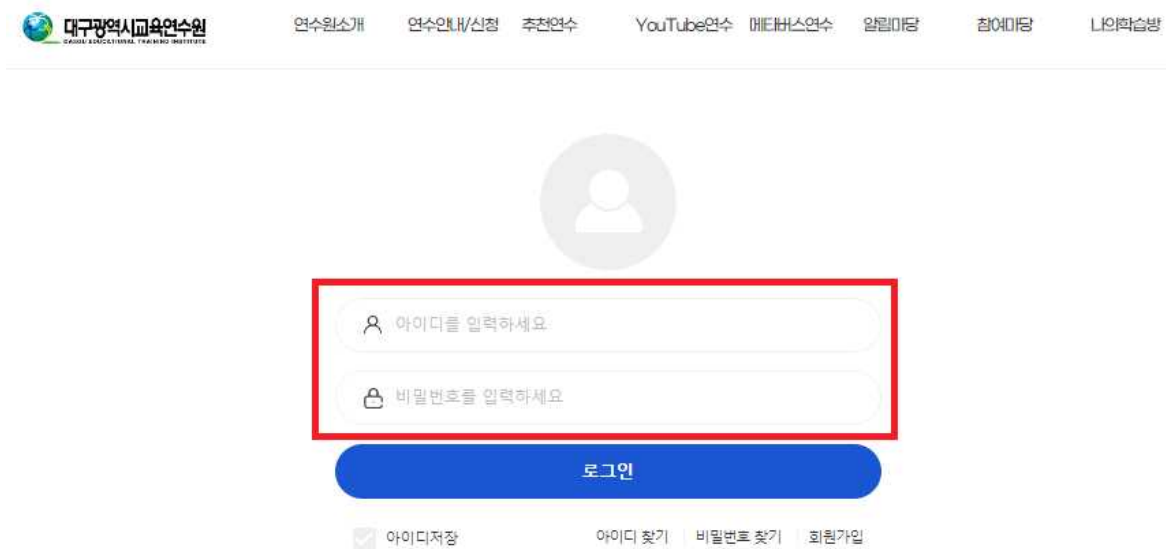 대구광역시교육연수원
DAEGU EDUCATIONAL TRAINING INSTITUTE
연수원소개 연수안내/신청 추천연수 YouTube연수 메타버스연수 알림마당 참여마당 나의학습방
아이디를 입력하세요
비밀번호를 입력하세요
로그인
아이디저장 아이디 찾기 비밀번호 찾기 회원가입